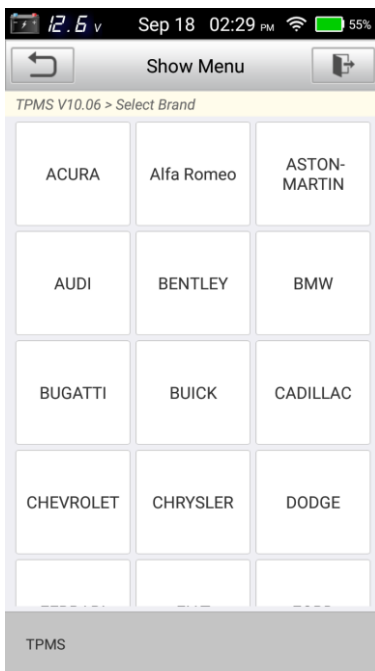 12.6 v Sep 18 02:29 PM 55%
Show Menu
TPMS V10.06 > Select Brand
ACURA Alfa Romeo ASTON-
MARTIN
AUDI BENTLEY BMW
BUGATTI BUICK CADILLAC
CHEVROLET CHRYSLER DODGE
TPMS